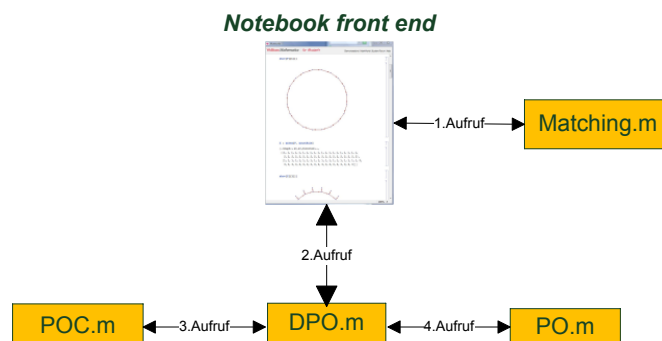 Notebook front end
1.Aufruf
Matching.m
2.Aufruf
POC.m
3.Aufruf
DPO.m
4.Aufruf
PO.m